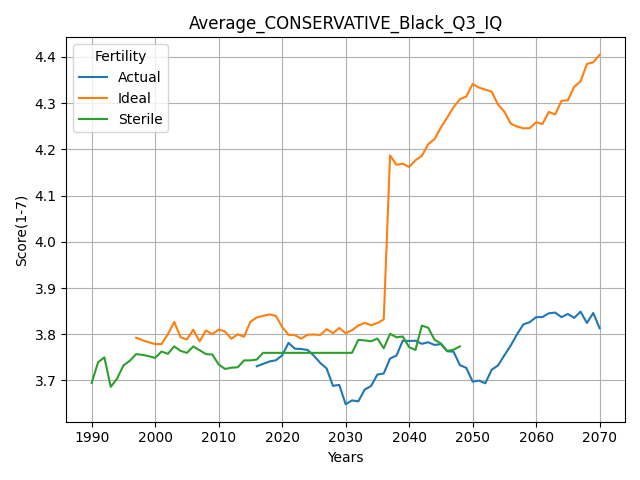 Average_CONSERVATIVE_Black_Q3_IQ
Fertility
Actual
Ideal
Sterile
Score(1-7)
4.4
4.3
4.2
4.1
4.0
3.9
3.8
3.7
1990 2000 2010 2020 2030 2040 2050 2060 2070
Years